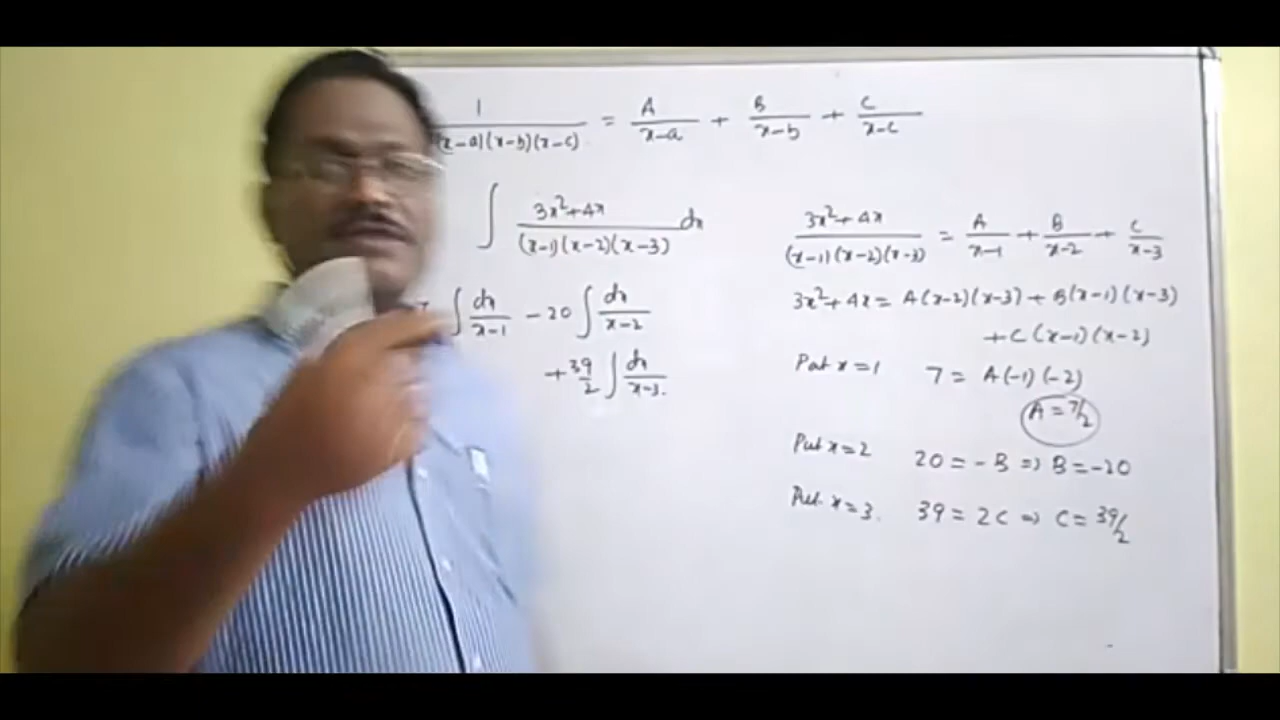 1/(x-a)(x-b)(x-c) = A/x-a + B/x-b + C/x-c
∫ 3x²+4x/(x-1)(x-2)(x-3) dx
∫ dx/x-1 - 20 ∫ dx/x-2
+ 39/2 ∫ dx/x-3.
3x²+4x/(x-1)(x-2)(x-3) = A/x-1 + B/x-2 + C/x-3
3x²+4x = A(x-2)(x-3) + B(x-1)(x-3)
+ C(x-1)(x-2)
Put x=1 7 = A(-1)(-2)
A = 7/2
Put x=2 20 = -B ⇒ B = -20
Put x=3. 39 = 2C ⇒ C = 39/2